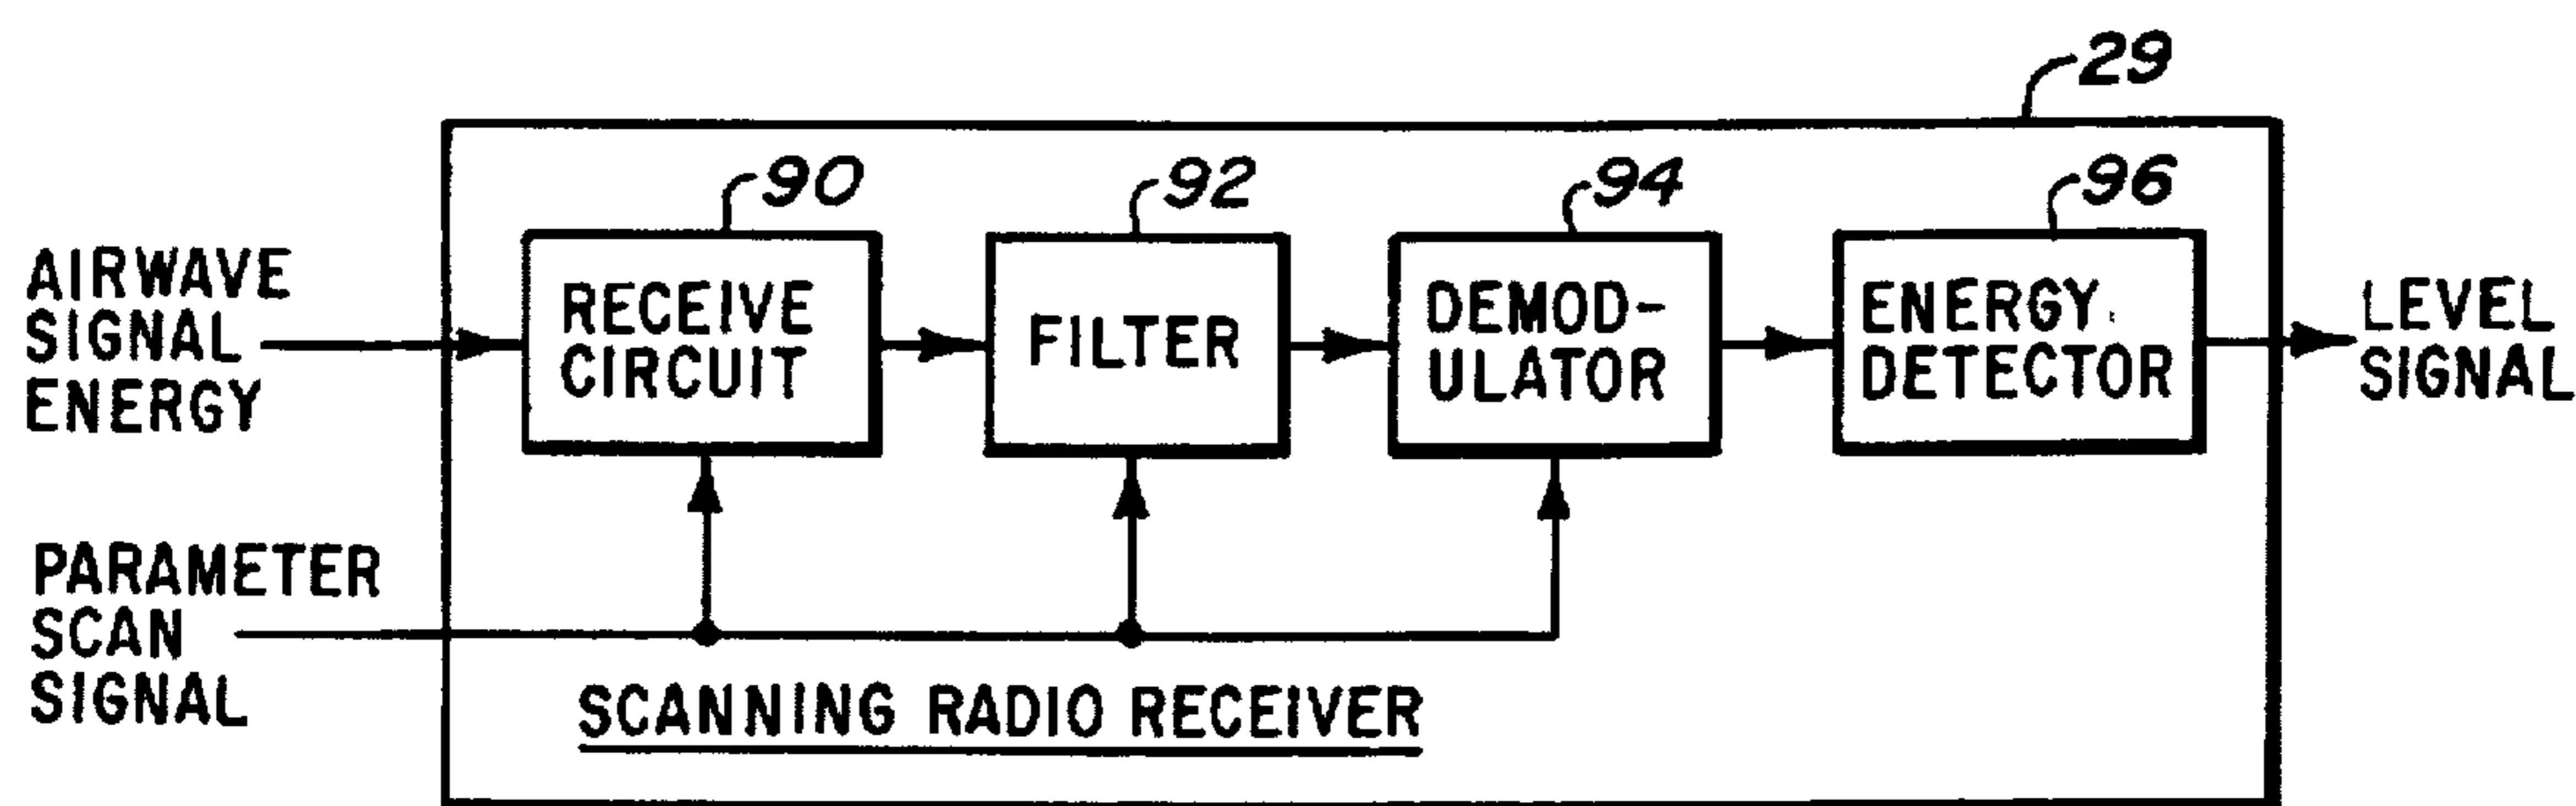 29
90
92
94
96
AIRWAVE
SIGNAL
ENERGY
RECEIVE
CIRCUIT
FILTER
DEMOD-
ULATOR
ENERGY
DETECTOR
LEVEL
SIGNAL
PARAMETER
SCAN
SIGNAL
SCANNING RADIO RECEIVER